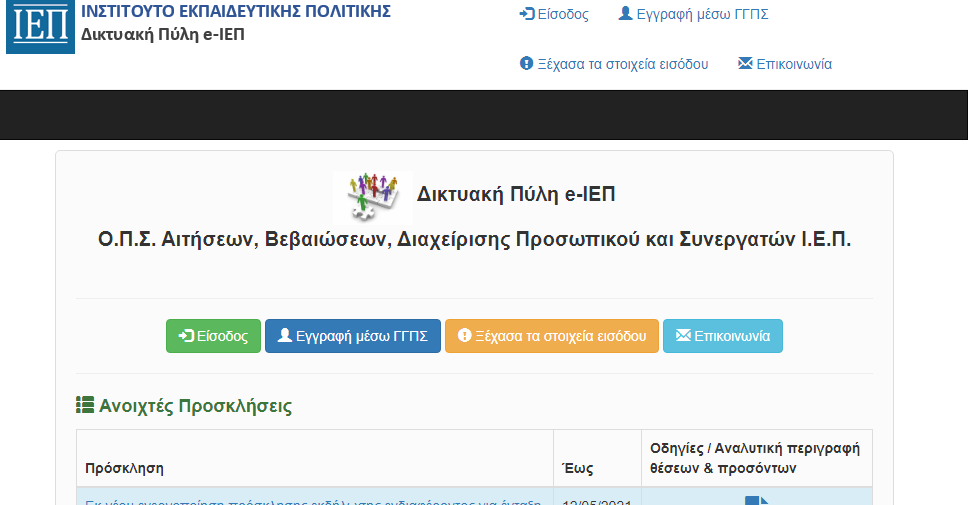 ΙΕΠ
ΙΝΣΤΙΤΟΥΤΟ ΕΚΠΑΙΔΕΥΤΙΚΗΣ ΠΟΛΙΤΙΚΗΣ
Δικτυακή Πύλη e-ΙΕΠ
Είσοδος Εγγραφή μέσω ΓΓΠΣ
Ξέχασα τα στοιχεία εισόδου Επικοινωνία
Δικτυακή Πύλη e-ΙΕΠ
Ο.Π.Σ. Αιτήσεων, Βεβαιώσεων, Διαχείρισης Προσωπικού και Συνεργατών Ι.Ε.Π.
Είσοδος Εγγραφή μέσω ΓΓΠΣ Ξέχασα τα στοιχεία εισόδου Επικοινωνία
Ανοιχτές Προσκλήσεις
Πρόσκληση Έως Οδηγίες / Αναλυτική περιγραφή
θέσεων & προσόντων